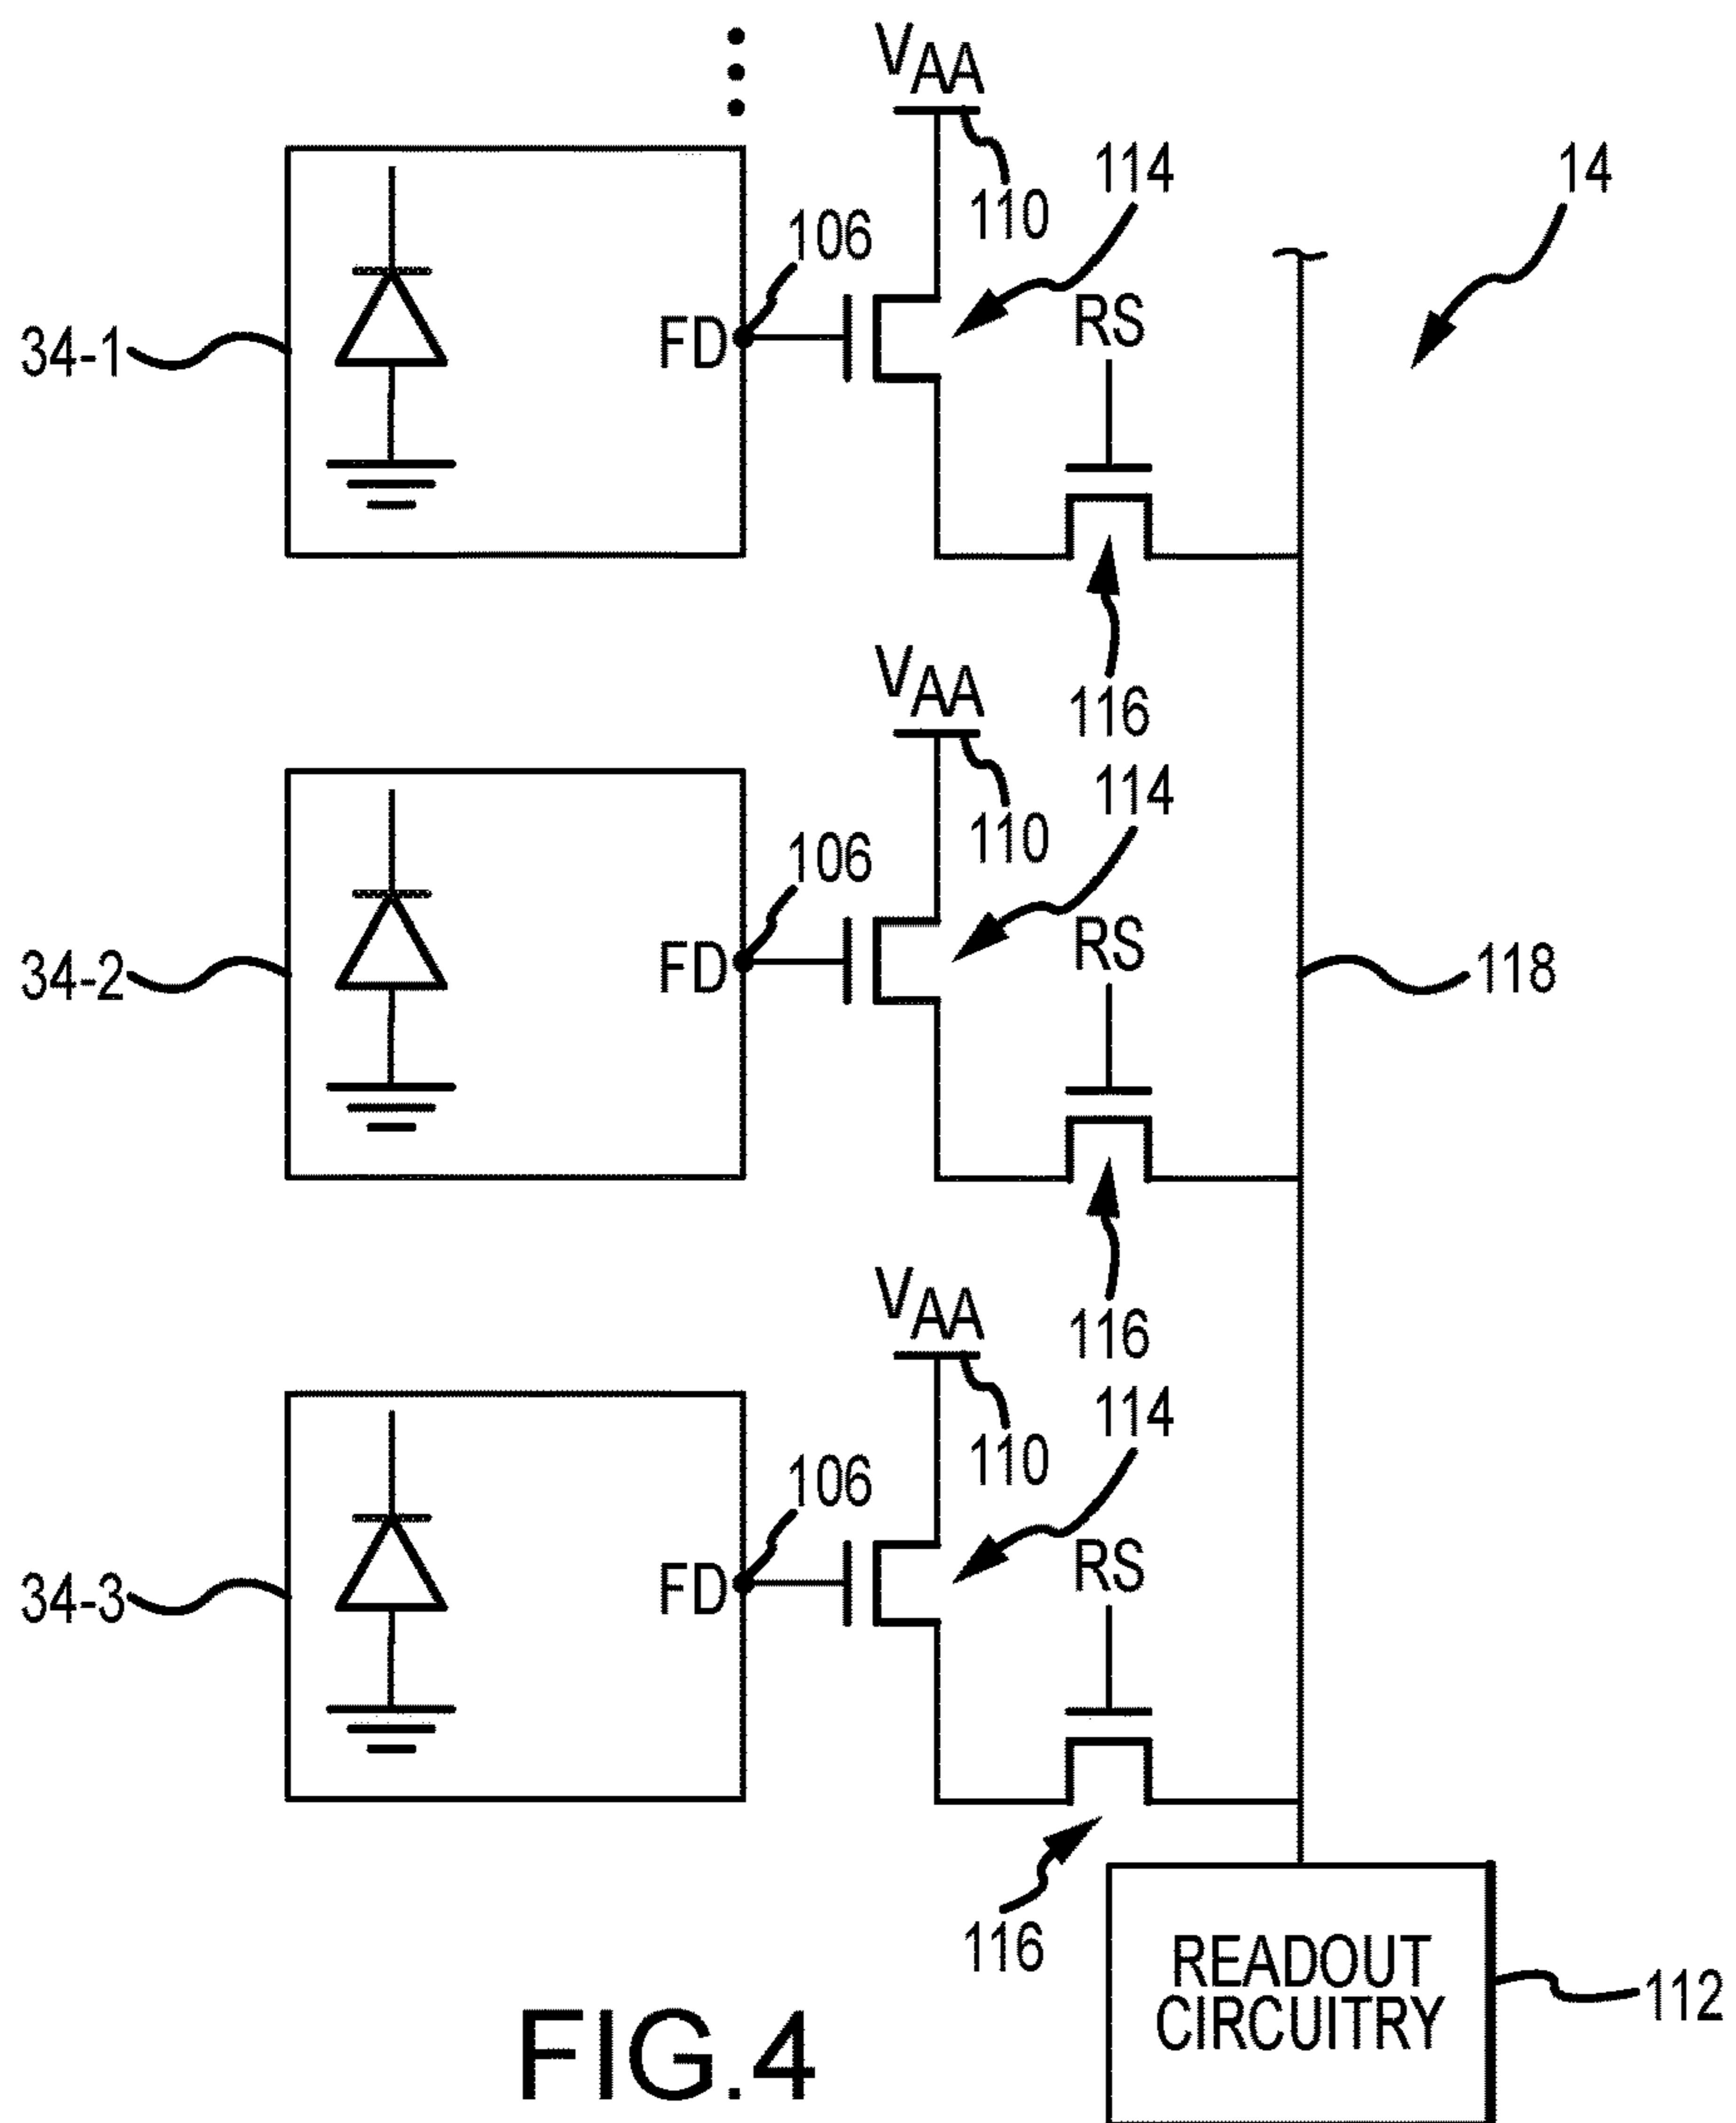 VAA
110
114
14
106
34-1
FD
RS
116
VAA
110
114
106
34-2
FD
RS
118
116
VAA
110
114
106
34-3
FD
RS
116
READOUT
CIRCUITRY
112
FIG.4